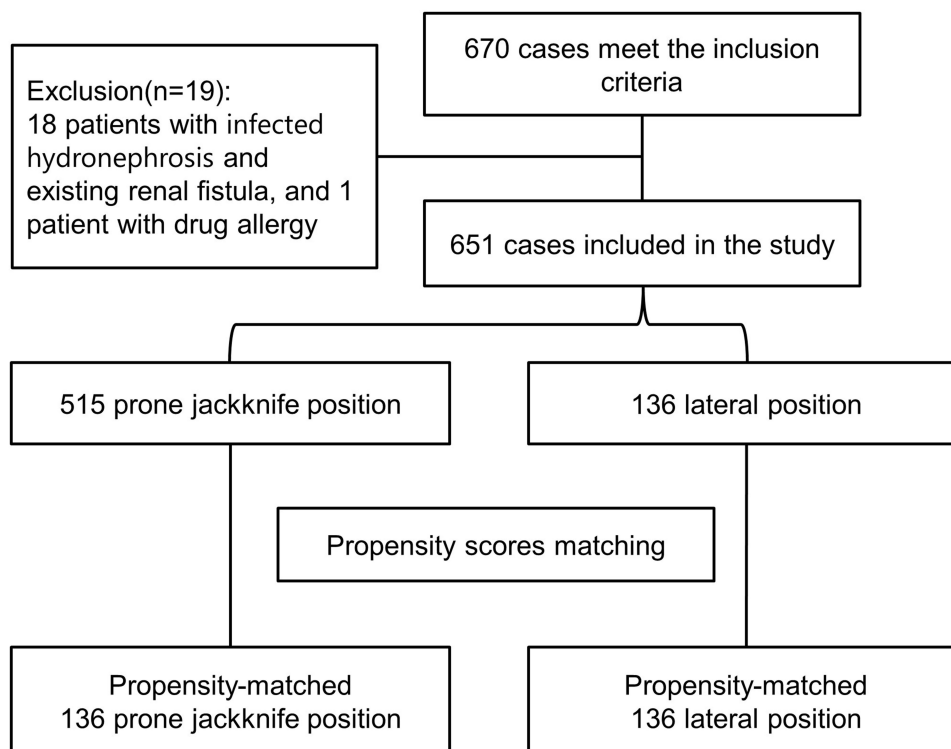 670 cases meet the inclusion
criteria
Exclusion(n=19):
18 patients with infected
hydronephrosis and
existing renal fistula, and 1
patient with drug allergy
651 cases included in the study
515 prone jackknife position
136 lateral position
Propensity scores matching
Propensity-matched
136 prone jackknife position
Propensity-matched
136 lateral position